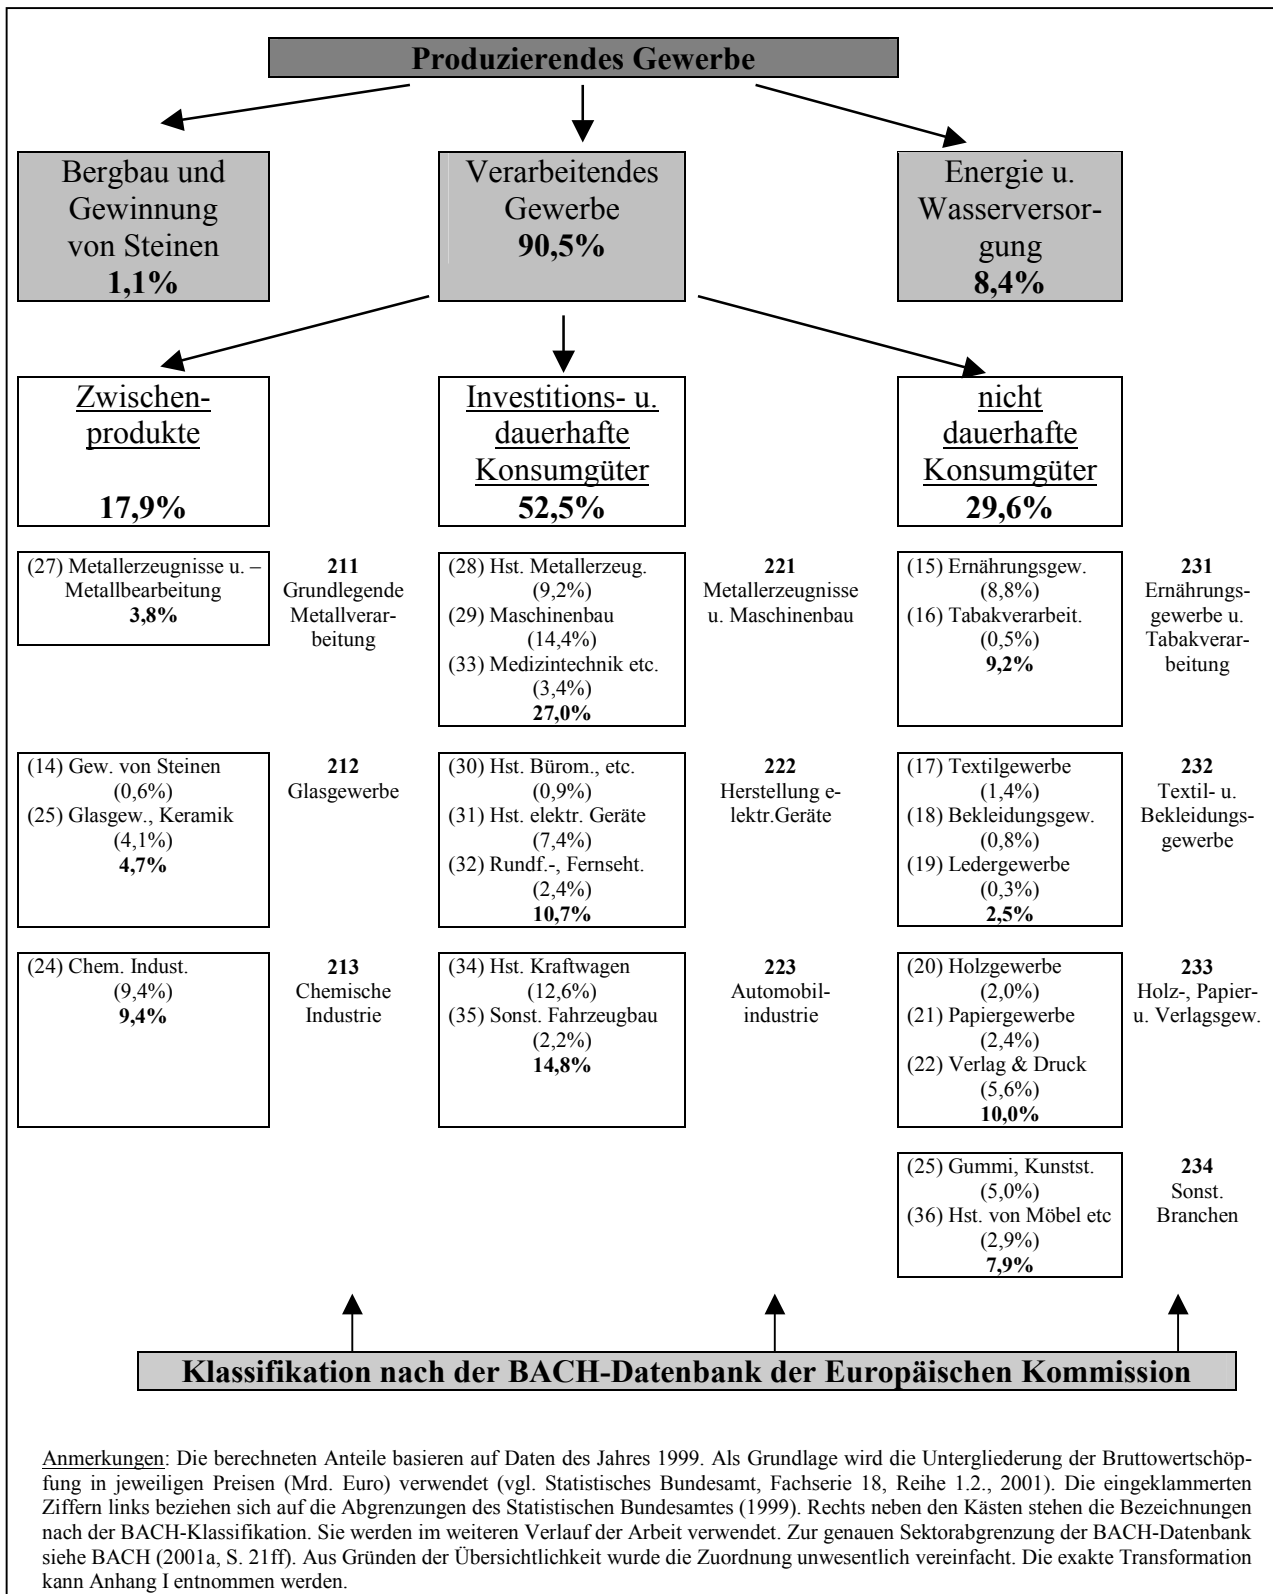 Produzierendes Gewerbe
Bergbau und
Gewinnung
von Steinen
1,1%
Verarbeitendes
Gewerbe
90,5%
Energie u.
Wasserversor-
gung
8,4%
Zwischen-
produkte
17,9%
Investitions- u.
dauerhafte
Konsumgüter
52,5%
nicht
dauerhafte
Konsumgüter
29,6%
(27) Metallerzeugnisse u. –
Metallbearbeitung
3,8%
211
Grundlegende
Metallverar-
beitung
(28) Hst. Metallerzeug.
(9,2%)
(29) Maschinenbau
(14,4%)
(33) Medizintechnik etc.
(3,4%)
27,0%
221
Metallerzeugnisse
u. Maschinenbau
(15) Ernährungsgew.
(8,8%)
(16) Tabakverarbeit.
(0,5%)
9,2%
231
Ernährungs-
gewerbe u.
Tabakverar-
beitung
(14) Gew. von Steinen
(0,6%)
(25) Glasgew., Keramik
(4,1%)
4,7%
212
Glasgewerbe
(30) Hst. Bürom., etc.
(0,9%)
(31) Hst. elektr. Geräte
(7,4%)
(32) Rundf.-, Fernseht.
(2,4%)
10,7%
222
Herstellung e-
lektr.Geräte
(17) Textilgewerbe
(1,4%)
(18) Bekleidungsgew.
(0,8%)
(19) Ledergewerbe
(0,3%)
2,5%
232
Textil- u.
Bekleidungs-
gewerbe
(24) Chem. Indust.
(9,4%)
9,4%
213
Chemische
Industrie
(34) Hst. Kraftwagen
(12,6%)
(35) Sonst. Fahrzeugbau
(2,2%)
14,8%
223
Automobil-
industrie
(20) Holzgewerbe
(2,0%)
(21) Papiergewerbe
(2,4%)
(22) Verlag & Druck
(5,6%)
10,0%
233
Holz-, Papier-
u. Verlagsgew.
(25) Gummi, Kunstst.
(5,0%)
(36) Hst. von Möbel etc
(2,9%)
7,9%
234
Sonst.
Branchen
Klassifikation nach der BACH-Datenbank der Europäischen Kommission
Anmerkungen: Die berechneten Anteile basieren auf Daten des Jahres 1999. Als Grundlage wird die Untergliederung der Bruttowertschöp-
fung in jeweiligen Preisen (Mrd. Euro) verwendet (vgl. Statistisches Bundesamt, Fachserie 18, Reihe 1.2., 2001). Die eingeklammerten
Ziffern links beziehen sich auf die Abgrenzungen des Statistischen Bundesamtes (1999). Rechts neben den Kästen stehen die Bezeichnungen
nach der BACH-Klassifikation. Sie werden im weiteren Verlauf der Arbeit verwendet. Zur genauen Sektorabgrenzung der BACH-Datenbank
siehe BACH (2001a, S. 21ff). Aus Gründen der Übersichtlichkeit wurde die Zuordnung unwesentlich vereinfacht. Die exakte Transformation
kann Anhang I entnommen werden.